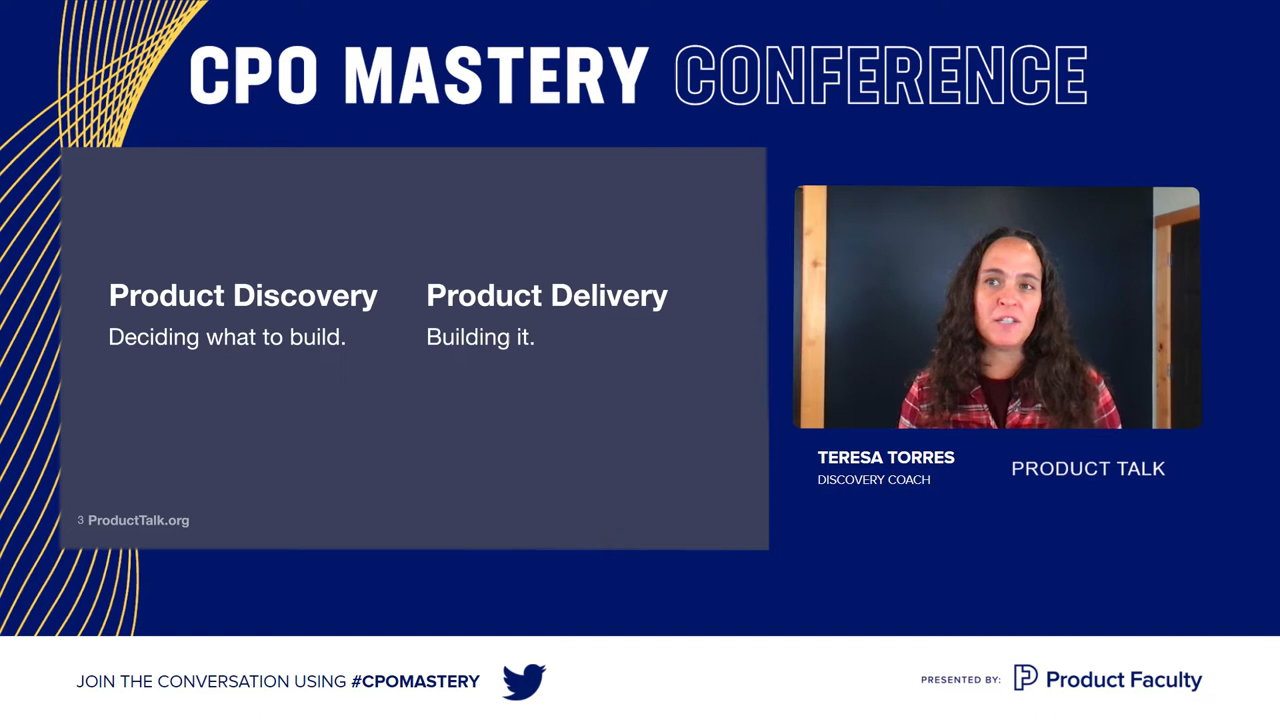 CPO MASTERY CONFERENCE
Product Discovery
Deciding what to build.
Product Delivery
Building it.
3 ProductTalk.org
TERESA TORRES
DISCOVERY COACH
PRODUCT TALK
JOIN THE CONVERSATION USING #CPOMASTERY
PRESENTED BY: Product Faculty